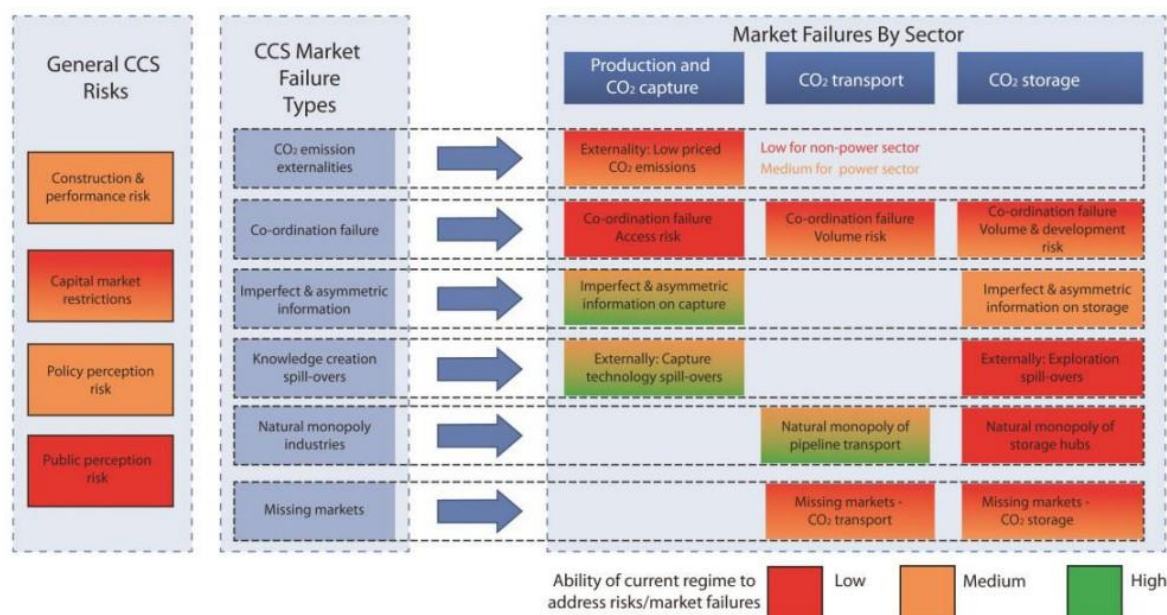 General CCS
Risks
Construction &
performance risk
Capital market
restrictions
Policy perception
risk
Public perception
risk
CCS Market
Failure
Types
CO₂ emission
externalities
Co-ordination failure
Imperfect & asymmetric
information
Knowledge creation
spill-overs
Natural monopoly
industries
Missing markets
Market Failures By Sector
Production and
CO₂ capture
CO₂ transport
CO₂ storage
Externality: Low priced
CO₂ emissions
Low for non-power sector
Medium for power sector
Co-ordination failure
Access risk
Co-ordination failure
Volume risk
Co-ordination failure
Volume & development
risk
Imperfect & asymmetric
information on capture
Imperfect & asymmetric
information on storage
Externally: Capture
technology spill-overs
Externally: Exploration
spill-overs
Natural monopoly of
pipeline transport
Natural monopoly of
storage hubs
Missing markets -
CO₂ transport
Missing markets -
CO₂ storage
Ability of current regime to
address risks/market failures
Low
Medium
High